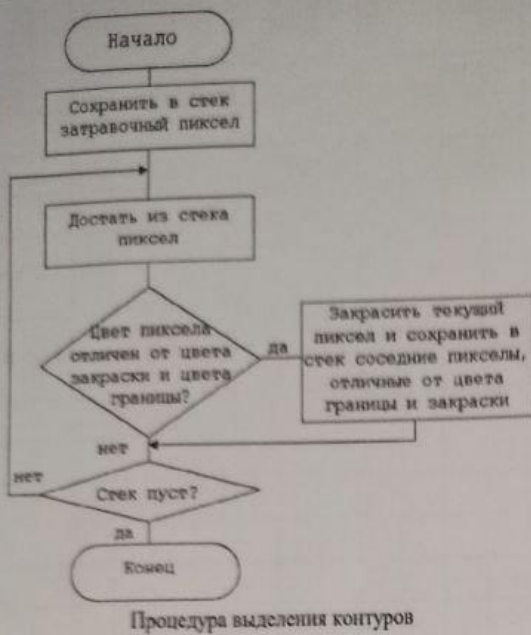 Начало
Сохранить в стек
затравочный пиксел
Достать из стека
пиксел
Цвет пиксела
отличен от цвета
закраски и цвета
границы?
да
Закрасить текущий
пиксел и сохранить в
стек соседние пикселы,
отличные от цвета
границы и закраски
нет
нет
Стек пуст?
да
Конец
Процедура выделения контуров